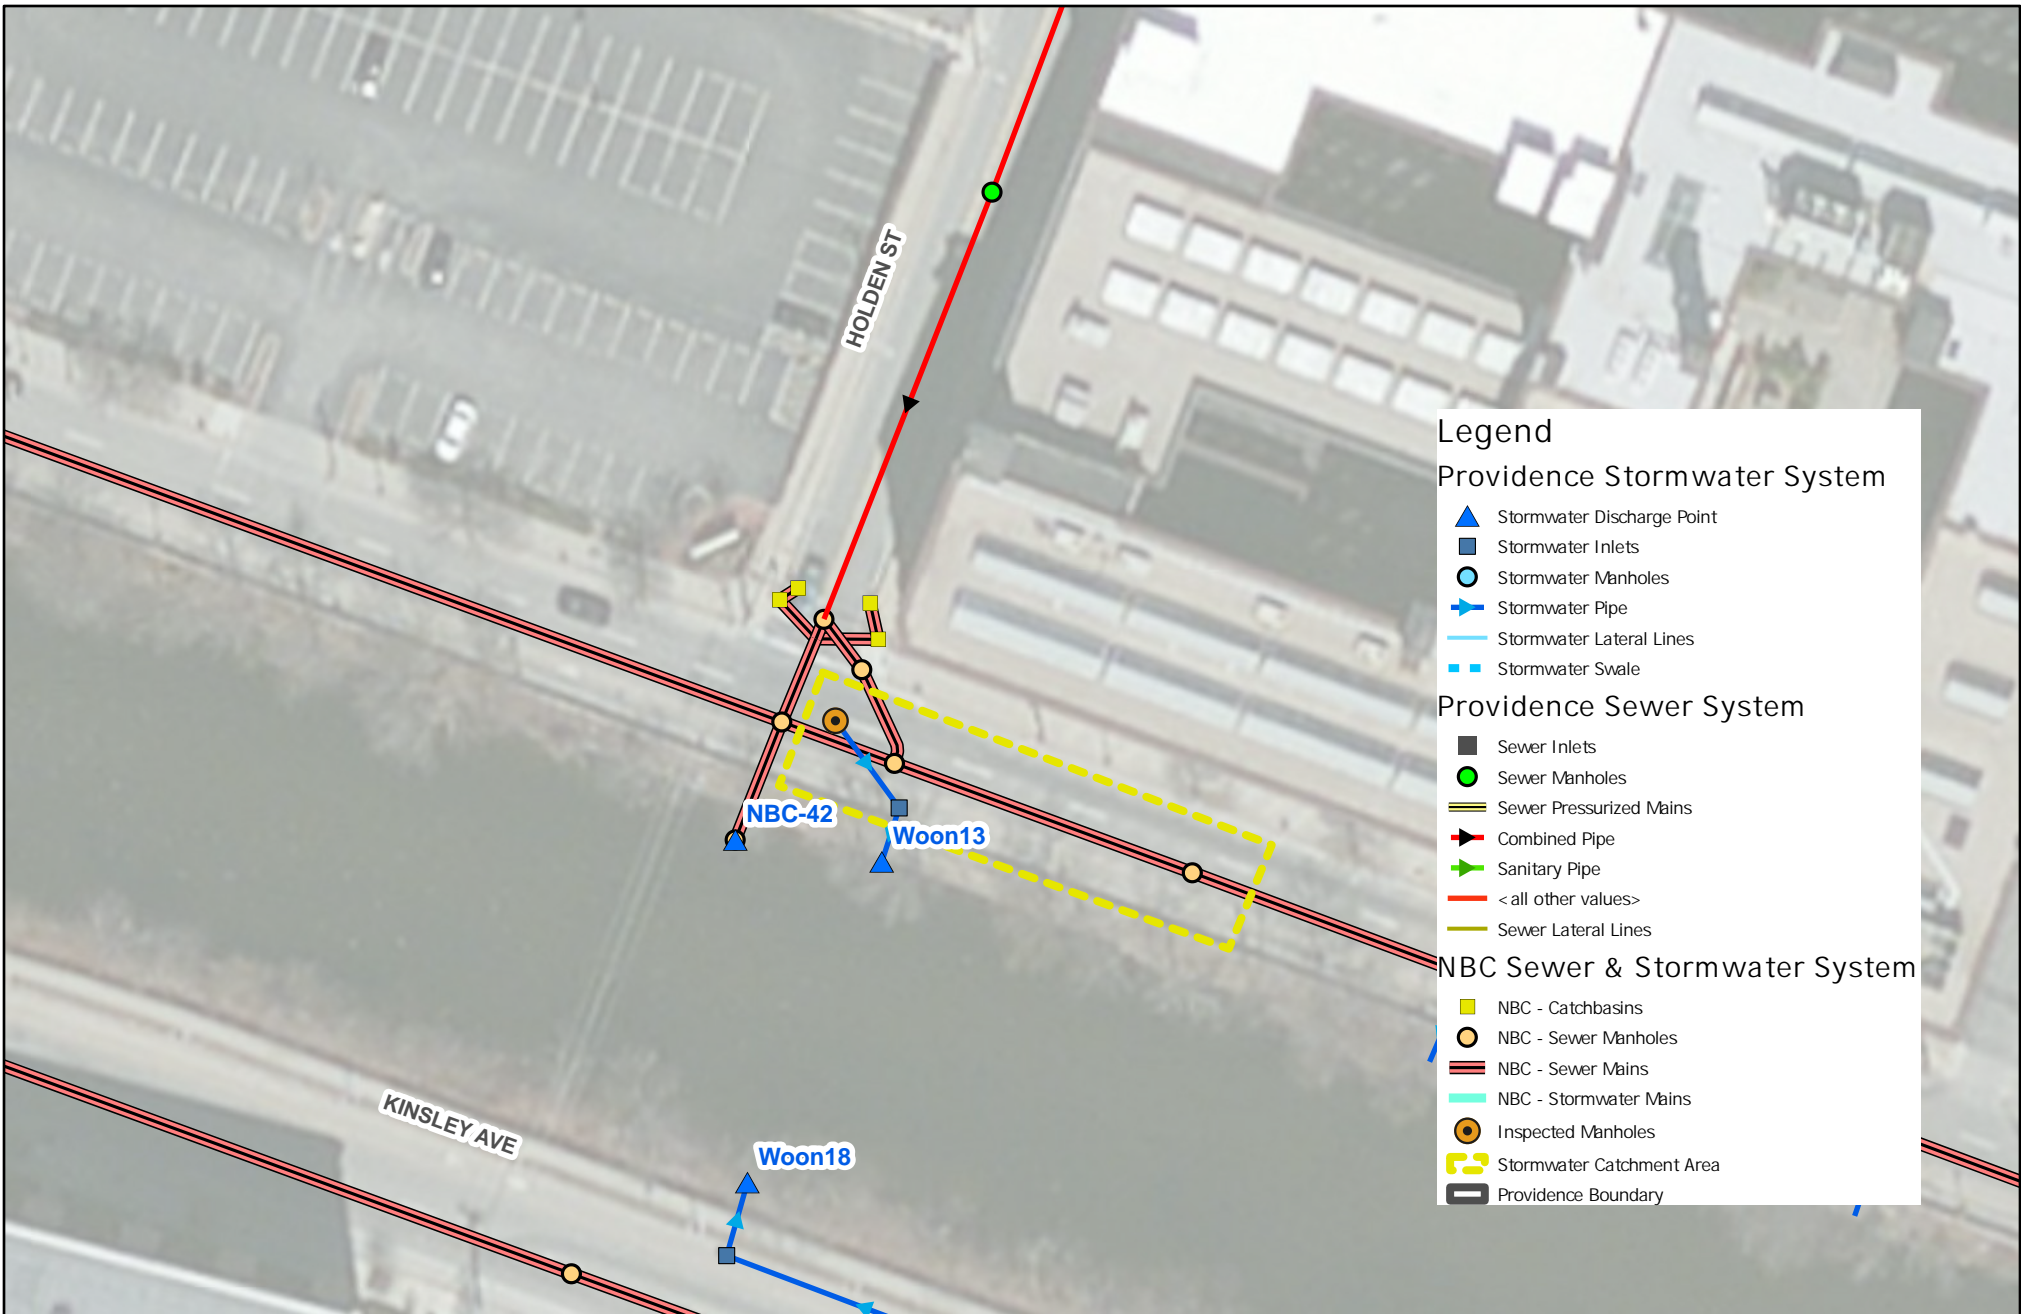 HOLDEN ST
NBC-42
Woon13
KINSLEY AVE
Woon18
Legend
Providence Stormwater System
Stormwater Discharge Point
Stormwater Inlets
Stormwater Manholes
Stormwater Pipe
Stormwater Lateral Lines
Stormwater Swale
Providence Sewer System
Sewer Inlets
Sewer Manholes
Sewer Pressurized Mains
Combined Pipe
Sanitary Pipe
<all other values>
Sewer Lateral Lines
NBC Sewer & Stormwater System
NBC - Catchbasins
NBC - Sewer Manholes
NBC - Sewer Mains
NBC - Stormwater Mains
Inspected Manholes
Stormwater Catchment Area
Providence Boundary